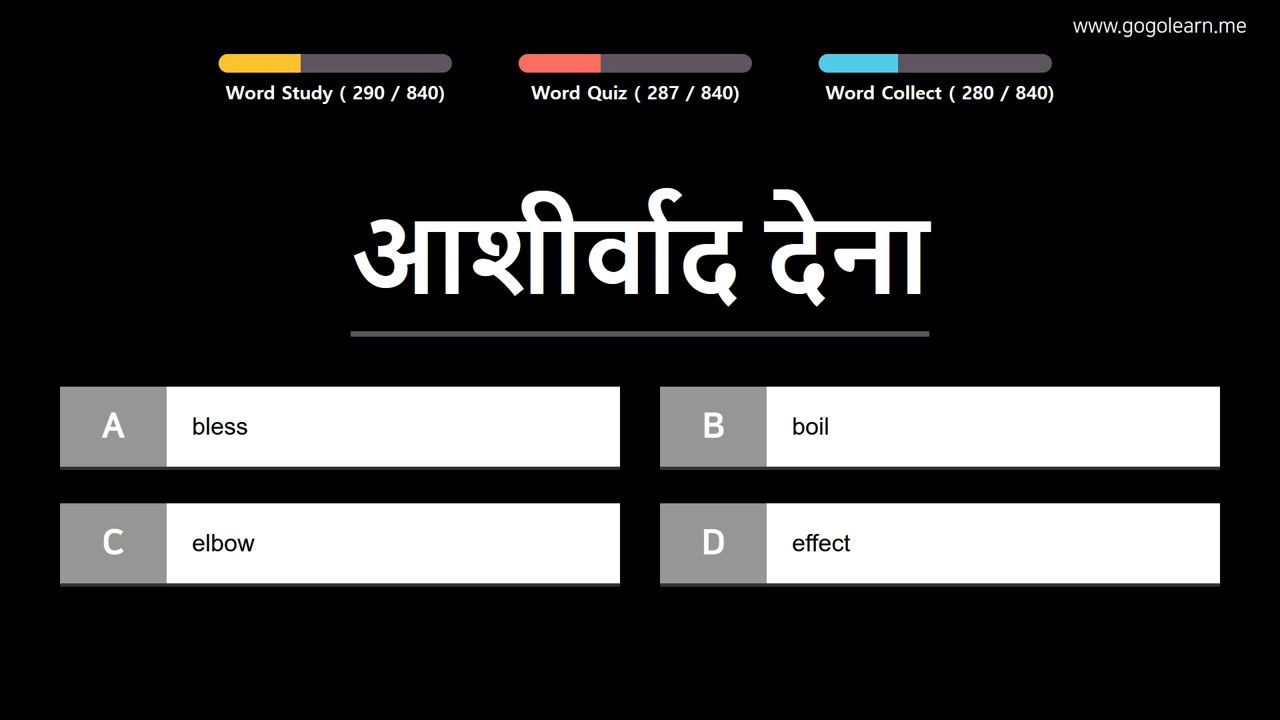 www.gogolearn.me
Word Study ( 290 / 840)
Word Quiz ( 287 / 840)
Word Collect ( 280 / 840)
आशीर्वाद देना
A bless
B boil
C elbow
D effect